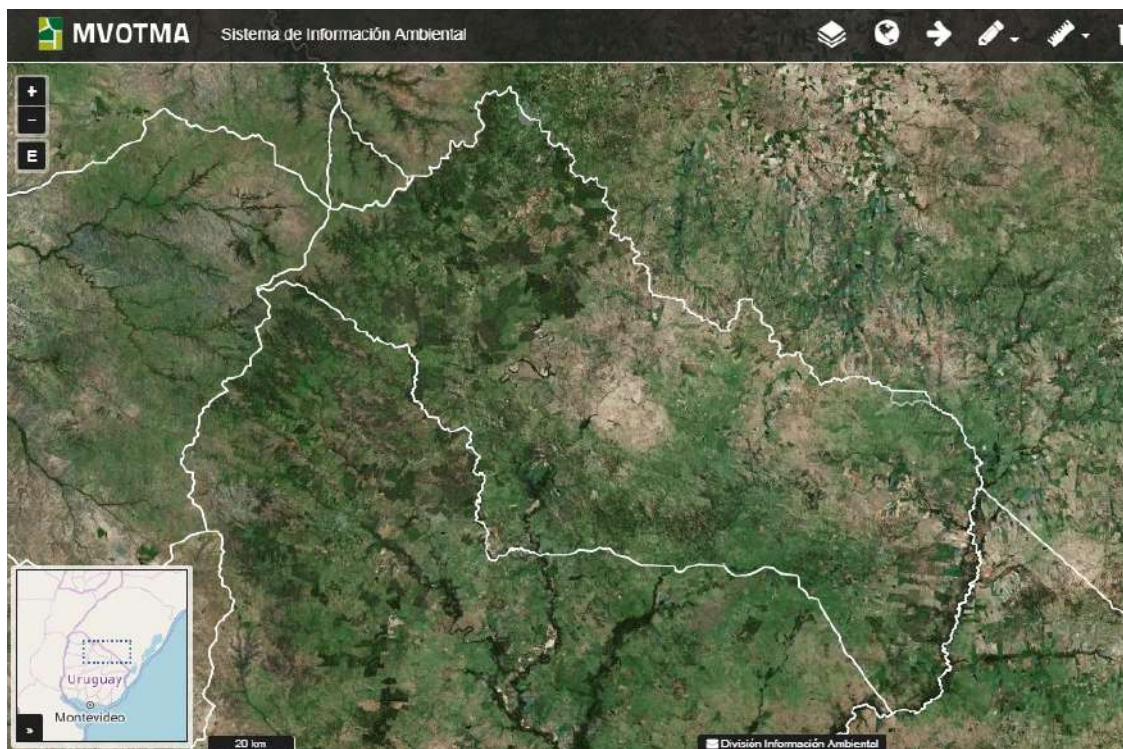 MVOTMA Sistema de Información Ambiental
+
−
E
Uruguay
Montevideo
»
20 km
División Información Ambiental